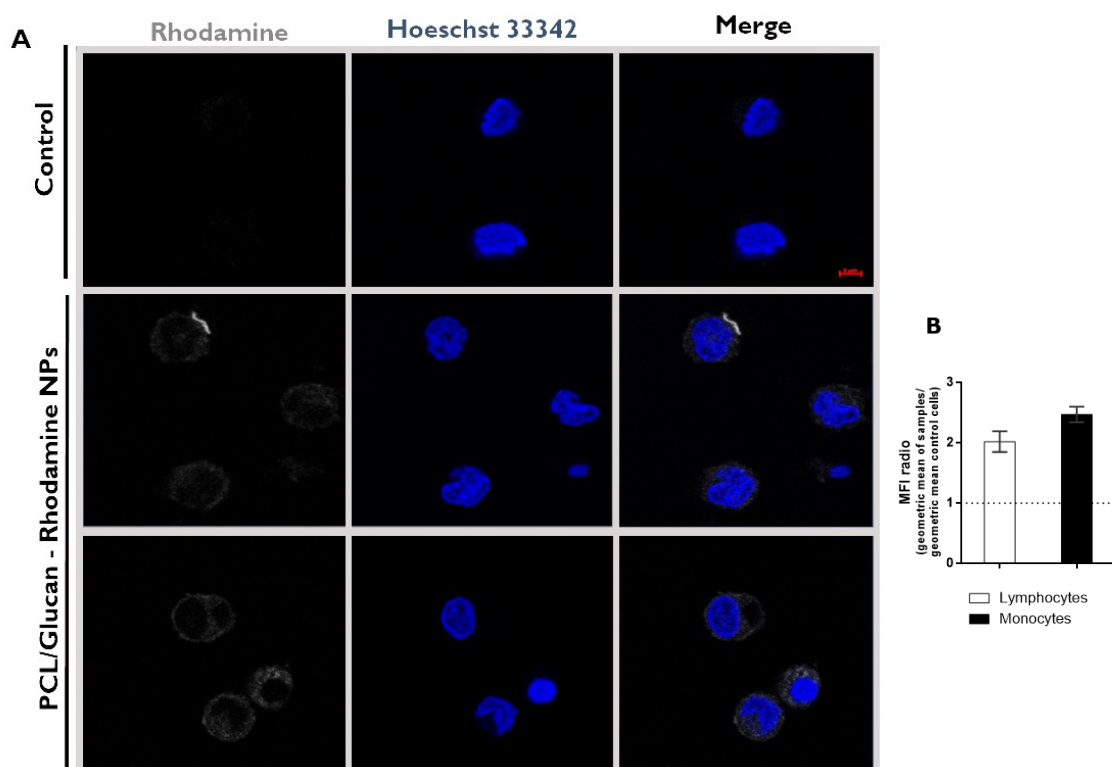 A
Rhodamine
Hoeschst 33342
Merge
Control
PCL/Glucan - Rhodamine NPs
B
MFI radio
(geometric mean of samples/
geometric mean control cells)
3
2
1
0
Lymphocytes
Monocytes